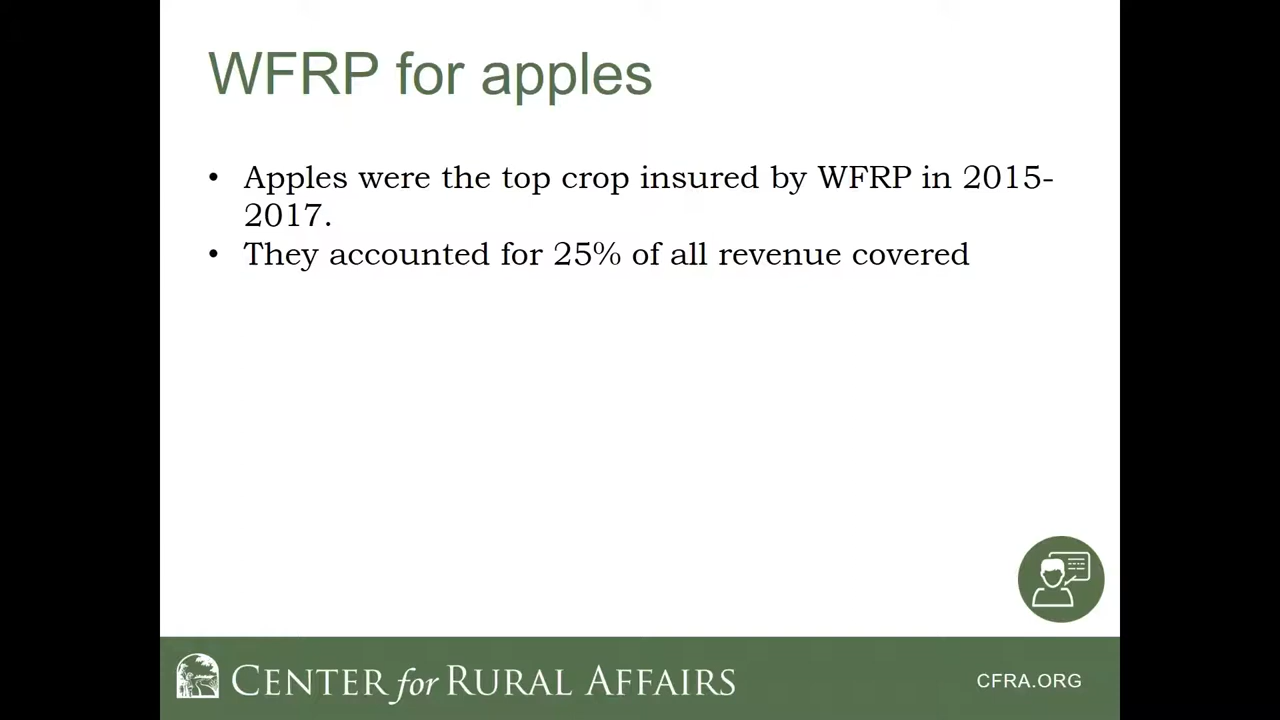 WFRP for apples
• Apples were the top crop insured by WFRP in 2015-
2017.
• They accounted for 25% of all revenue covered
CENTER for RURAL AFFAIRS
CFRA.ORG